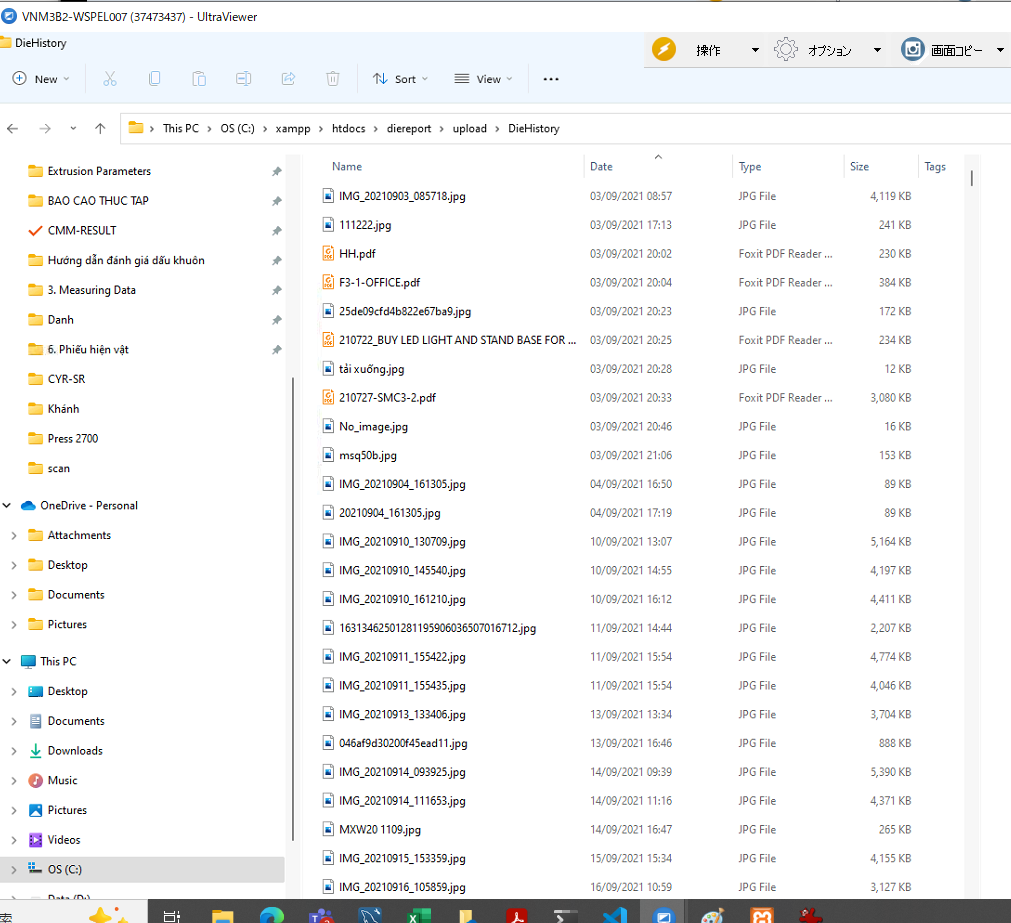 VNM3B2-WSPEL007 (37473437) - UltraViewer
DieHistory
操作 オプション 画面コピー
New Sort View
This PC > OS (C:) > xampp > htdocs > diereport > upload > DieHistory
Name Date Type Size Tags
Extrusion Parameters
BAO CAO THUC TAP
CMM-RESULT
Hướng dẫn đánh giá dấu khuôn
3. Measuring Data
Danh
6. Phiếu hiện vật
CYR-SR
Khánh
Press 2700
scan
OneDrive - Personal
Attachments
Desktop
Documents
Pictures
This PC
Desktop
Documents
Downloads
Music
Pictures
Videos
OS (C:)
Data (D:)
IMG_20210903_085718.jpg 03/09/2021 08:57 JPG File 4,119 KB
111222.jpg 03/09/2021 17:13 JPG File 241 KB
HH.pdf 03/09/2021 20:02 Foxit PDF Reader ... 230 KB
F3-1-OFFICE.pdf 03/09/2021 20:04 Foxit PDF Reader ... 384 KB
25de09cfd4b822e67ba9.jpg 03/09/2021 20:23 JPG File 172 KB
210722_BUY LED LIGHT AND STAND BASE FOR ... 03/09/2021 20:25 Foxit PDF Reader ... 234 KB
tải xuống.jpg 03/09/2021 20:28 JPG File 12 KB
210727-SMC3-2.pdf 03/09/2021 20:33 Foxit PDF Reader ... 3,080 KB
No_image.jpg 03/09/2021 20:46 JPG File 16 KB
msq50b.jpg 03/09/2021 21:06 JPG File 153 KB
IMG_20210904_161305.jpg 04/09/2021 16:50 JPG File 89 KB
20210904_161305.jpg 04/09/2021 17:19 JPG File 89 KB
IMG_20210910_130709.jpg 10/09/2021 13:07 JPG File 5,164 KB
IMG_20210910_145540.jpg 10/09/2021 14:55 JPG File 4,197 KB
IMG_20210910_161210.jpg 10/09/2021 16:12 JPG File 4,411 KB
16313462501281195906036507016712.jpg 11/09/2021 14:44 JPG File 2,207 KB
IMG_20210911_155422.jpg 11/09/2021 15:54 JPG File 4,774 KB
IMG_20210911_155435.jpg 11/09/2021 15:54 JPG File 4,046 KB
IMG_20210913_133406.jpg 13/09/2021 13:34 JPG File 3,704 KB
046af9d30200f45ead11.jpg 13/09/2021 16:46 JPG File 888 KB
IMG_20210914_093925.jpg 14/09/2021 09:39 JPG File 5,390 KB
IMG_20210914_111653.jpg 14/09/2021 11:16 JPG File 4,371 KB
MXW20 1109.jpg 14/09/2021 16:47 JPG File 265 KB
IMG_20210915_153359.jpg 15/09/2021 15:34 JPG File 4,155 KB
IMG_20210916_105859.jpg 16/09/2021 10:59 JPG File 3,127 KB
索